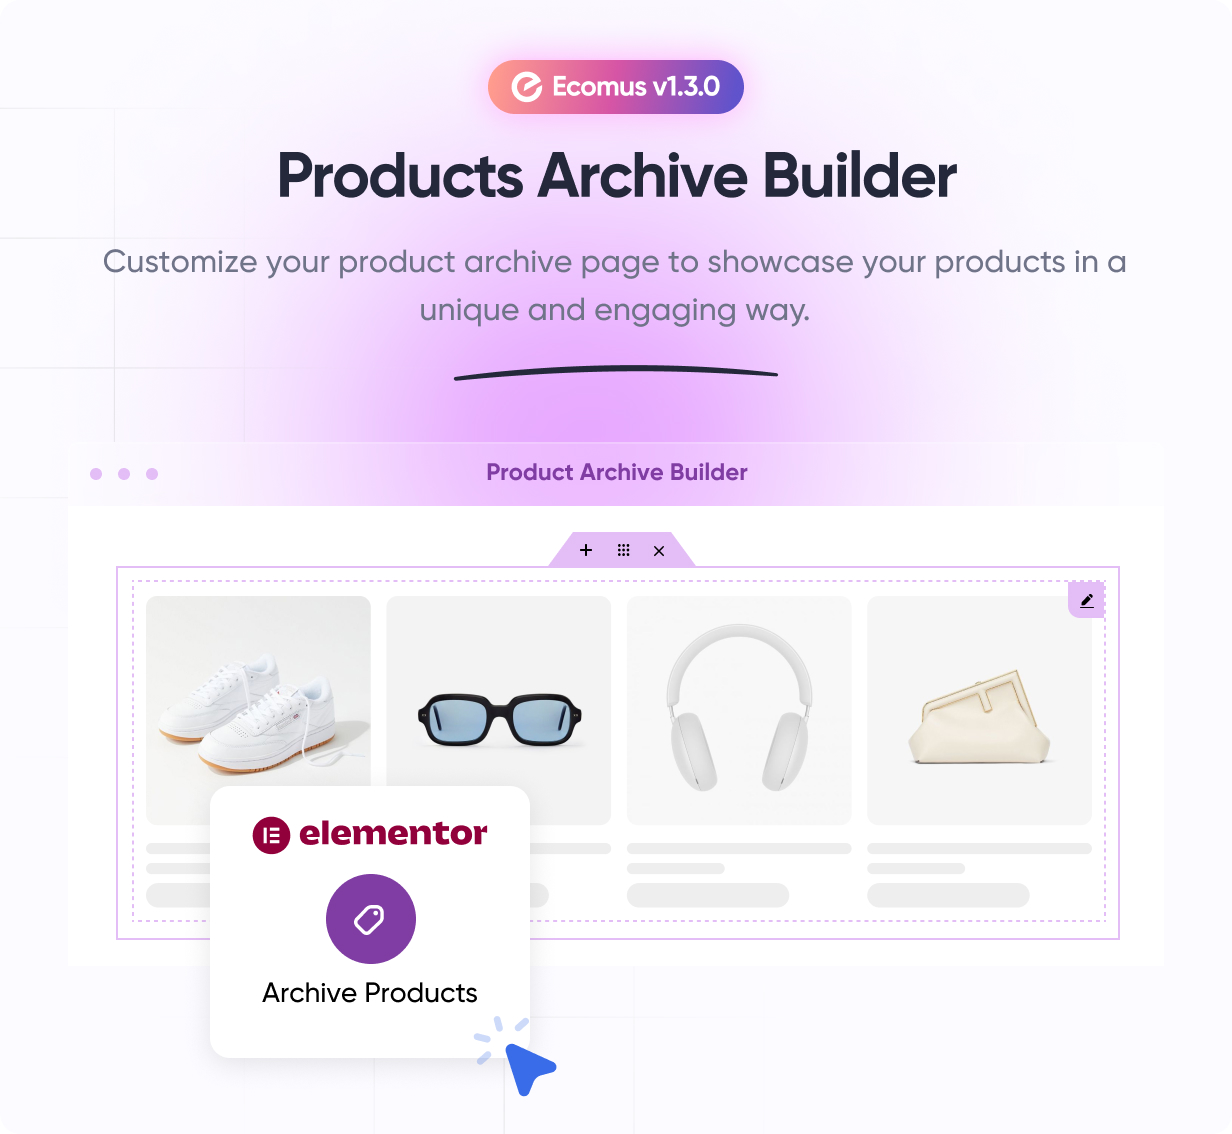 Ecomus v1.3.0
Products Archive Builder
Customize your product archive page to showcase your products in a
unique and engaging way.
Product Archive Builder
elementor
Archive Products